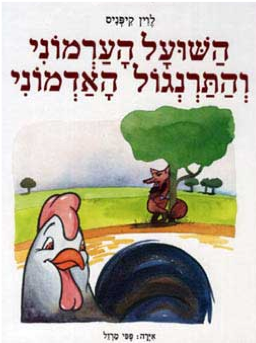 לֶוִין קִיפְּנִיס
הַשּׁוּעָל הָעַרְמוֹנִי
וְהַתַּרְנְגוֹל הָאַדְמוֹנִי
אִיְּרָה: פֶּפִּי מַרְזֶל